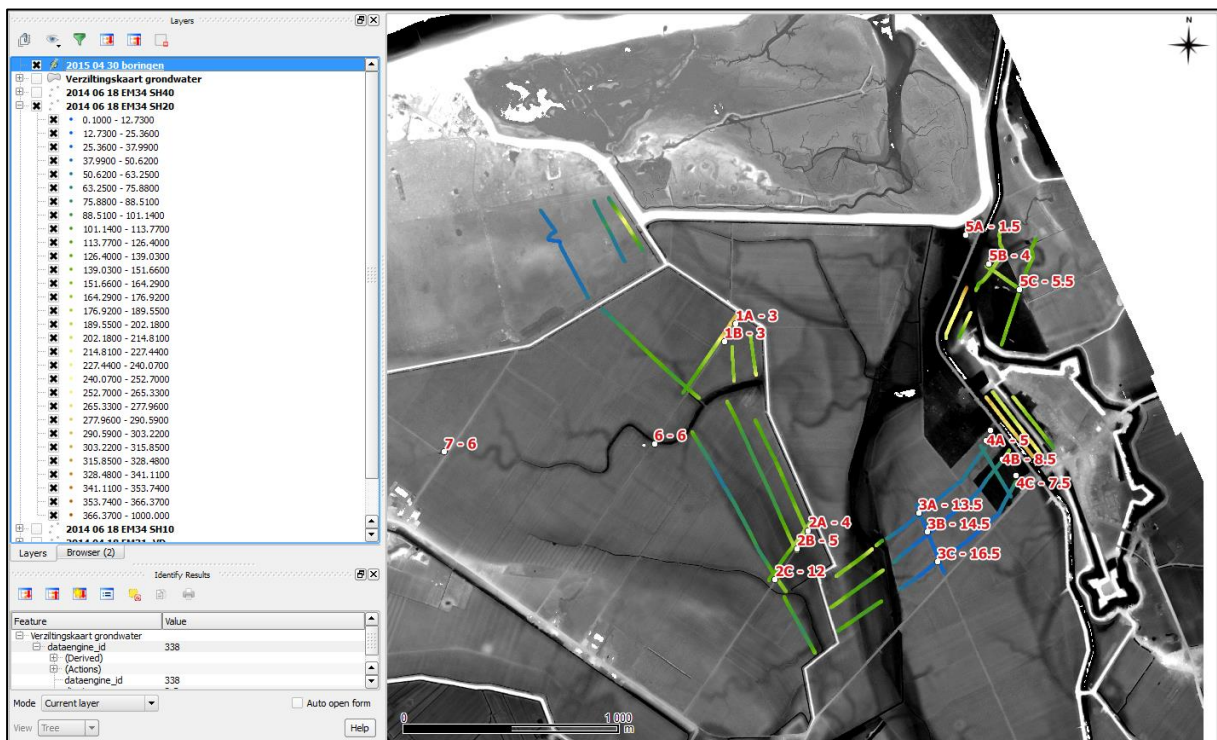 Layers
2015 04 30 boringen
Verziltingskaart grondwater
2014 06 18 EM34 SH40
2014 06 18 EM34 SH20
0.1000 - 12.7300
12.7300 - 25.3600
25.3600 - 37.9900
37.9900 - 50.6200
50.6200 - 63.2500
63.2500 - 75.8800
75.8800 - 88.5100
88.5100 - 101.1400
101.1400 - 113.7700
113.7700 - 126.4000
126.4000 - 139.0300
139.0300 - 151.6600
151.6600 - 164.2900
164.2900 - 176.9200
176.9200 - 189.5500
189.5500 - 202.1800
202.1800 - 214.8100
214.8100 - 227.4400
227.4400 - 240.0700
240.0700 - 252.7000
252.7000 - 265.3300
265.3300 - 277.9600
277.9600 - 290.5900
290.5900 - 303.2200
303.2200 - 315.8500
315.8500 - 328.4800
328.4800 - 341.1100
341.1100 - 353.7400
353.7400 - 366.3700
366.3700 - 1000.000
2014 06 18 EM34 SH10
Layers
Browser (2)
Identify Results
Feature Value
Verziltingskaart grondwater
dataengine_id 338
(Derived)
(Actions)
dataengine_id 338
Mode Current layer
Auto open form
View Tree
Help
N
5A - 1.5
5B - 4
5C - 5.5
1A - 3
1B - 3
7 - 6
6 - 6
4A - 5
4B - 8.5
4C - 7.5
3A - 13.5
3B - 14.5
3C - 16.5
2A - 4
2B - 5
2C - 12
0
1 000
m